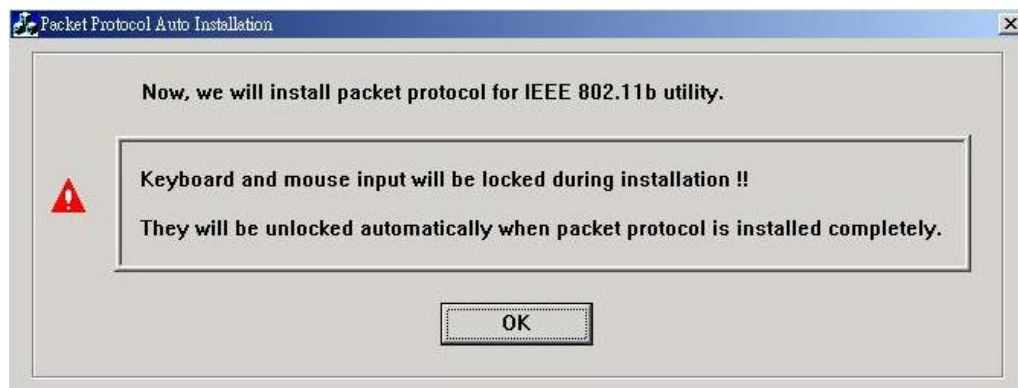 Packet Protocol Auto Installation
Now, we will install packet protocol for IEEE 802.11b utility.
Keyboard and mouse input will be locked during installation !!
They will be unlocked automatically when packet protocol is installed completely.
OK